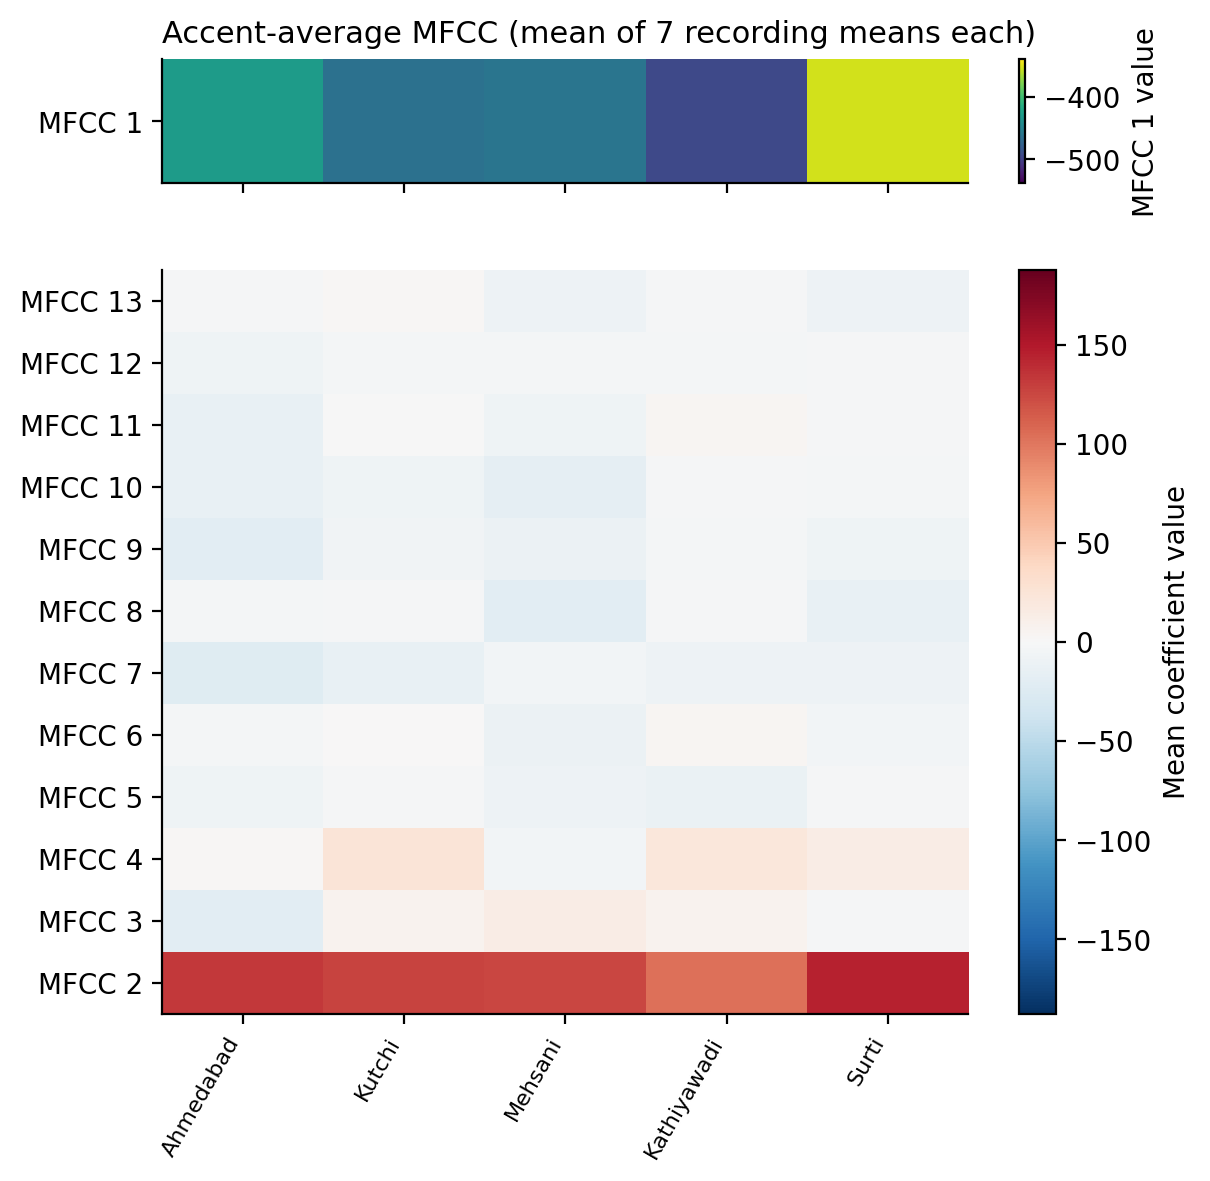 Accent-average MFCC (mean of 7 recording means each)
MFCC 1
−400
−500
MFCC 1 value
MFCC 13
MFCC 12
MFCC 11
MFCC 10
MFCC 9
MFCC 8
MFCC 7
MFCC 6
MFCC 5
MFCC 4
MFCC 3
MFCC 2
150
100
50
0
−50
−100
−150
Mean coefficient value
Ahmedabad
Kutchi
Mehsani
Kathiyawadi
Surti